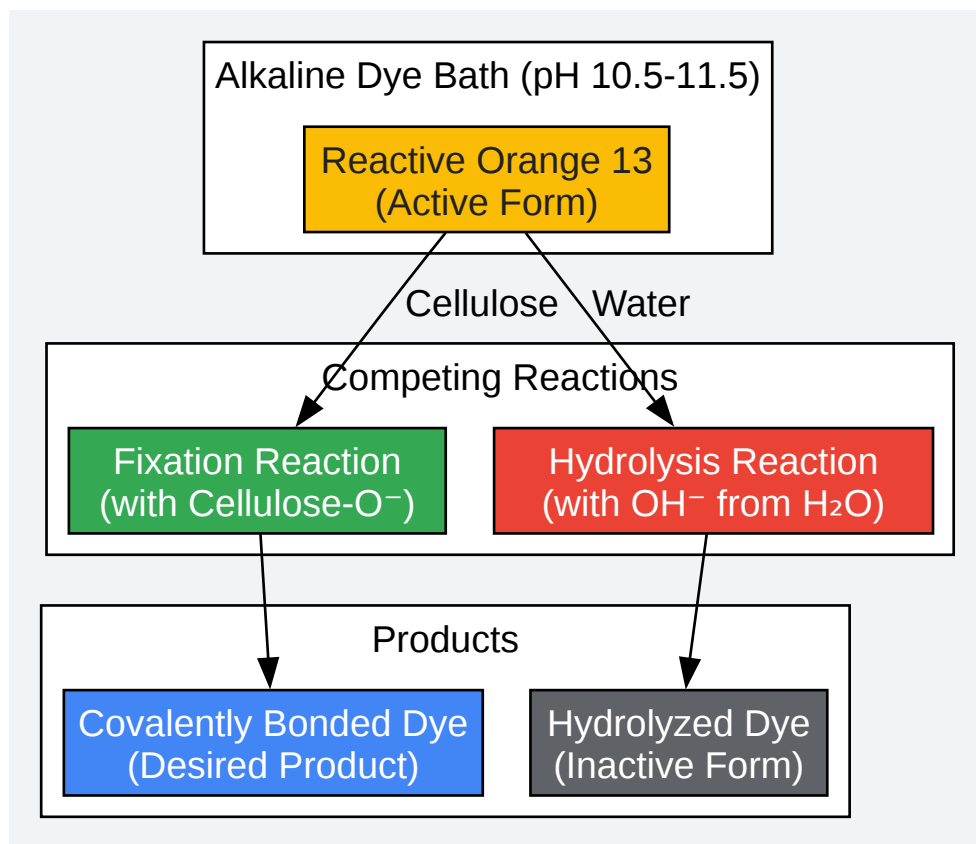 Alkaline Dye Bath (pH 10.5-11.5)
Reactive Orange 13
(Active Form)
Cellulose
Water
Competing Reactions
Fixation Reaction
(with Cellulose-O⁻)
Hydrolysis Reaction
(with OH⁻ from H₂O)
Products
Covalently Bonded Dye
(Desired Product)
Hydrolyzed Dye
(Inactive Form)